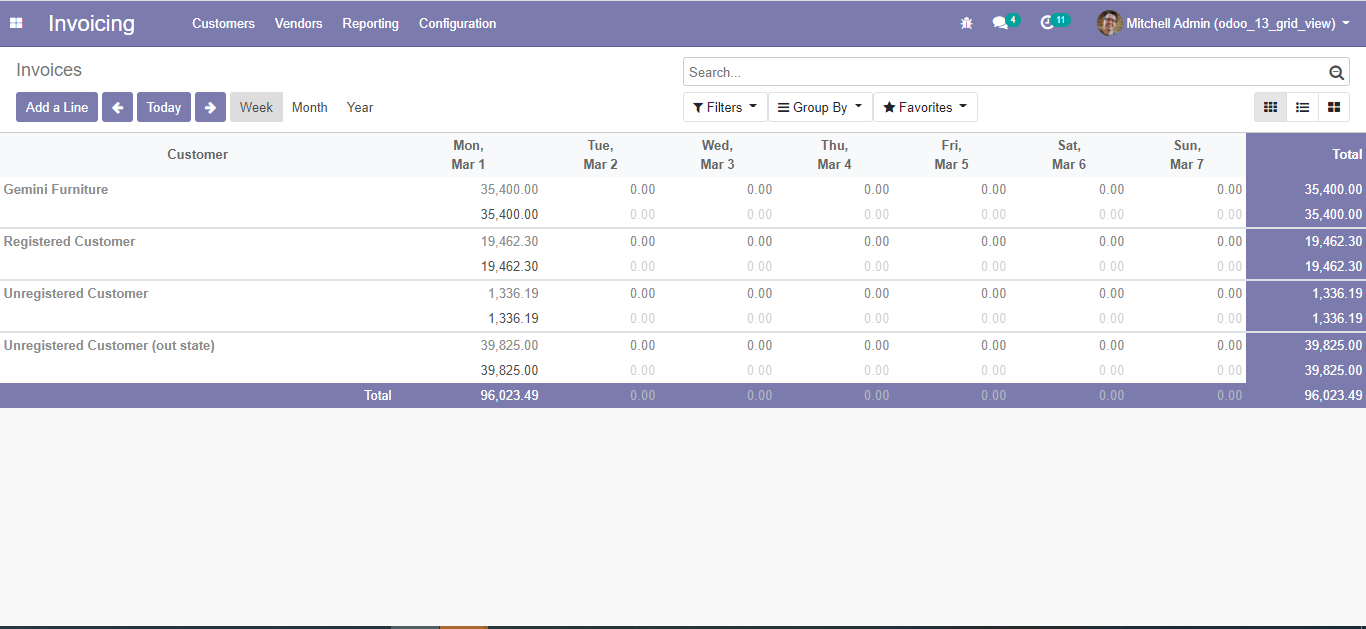 Invoicing Customers Vendors Reporting Configuration 4 11 Mitchell Admin (odoo_13_grid_view)
Invoices
Search...
Add a Line Today Week Month Year Filters Group By Favorites
Customer Mon, Mar 1 Tue, Mar 2 Wed, Mar 3 Thu, Mar 4 Fri, Mar 5 Sat, Mar 6 Sun, Mar 7 Total
Gemini Furniture 35,400.00 0.00 0.00 0.00 0.00 0.00 0.00 35,400.00
35,400.00 0.00 0.00 0.00 0.00 0.00 0.00 35,400.00
Registered Customer 19,462.30 0.00 0.00 0.00 0.00 0.00 0.00 19,462.30
19,462.30 0.00 0.00 0.00 0.00 0.00 0.00 19,462.30
Unregistered Customer 1,336.19 0.00 0.00 0.00 0.00 0.00 0.00 1,336.19
1,336.19 0.00 0.00 0.00 0.00 0.00 0.00 1,336.19
Unregistered Customer (out state) 39,825.00 0.00 0.00 0.00 0.00 0.00 0.00 39,825.00
39,825.00 0.00 0.00 0.00 0.00 0.00 0.00 39,825.00
Total 96,023.49 0.00 0.00 0.00 0.00 0.00 0.00 96,023.49